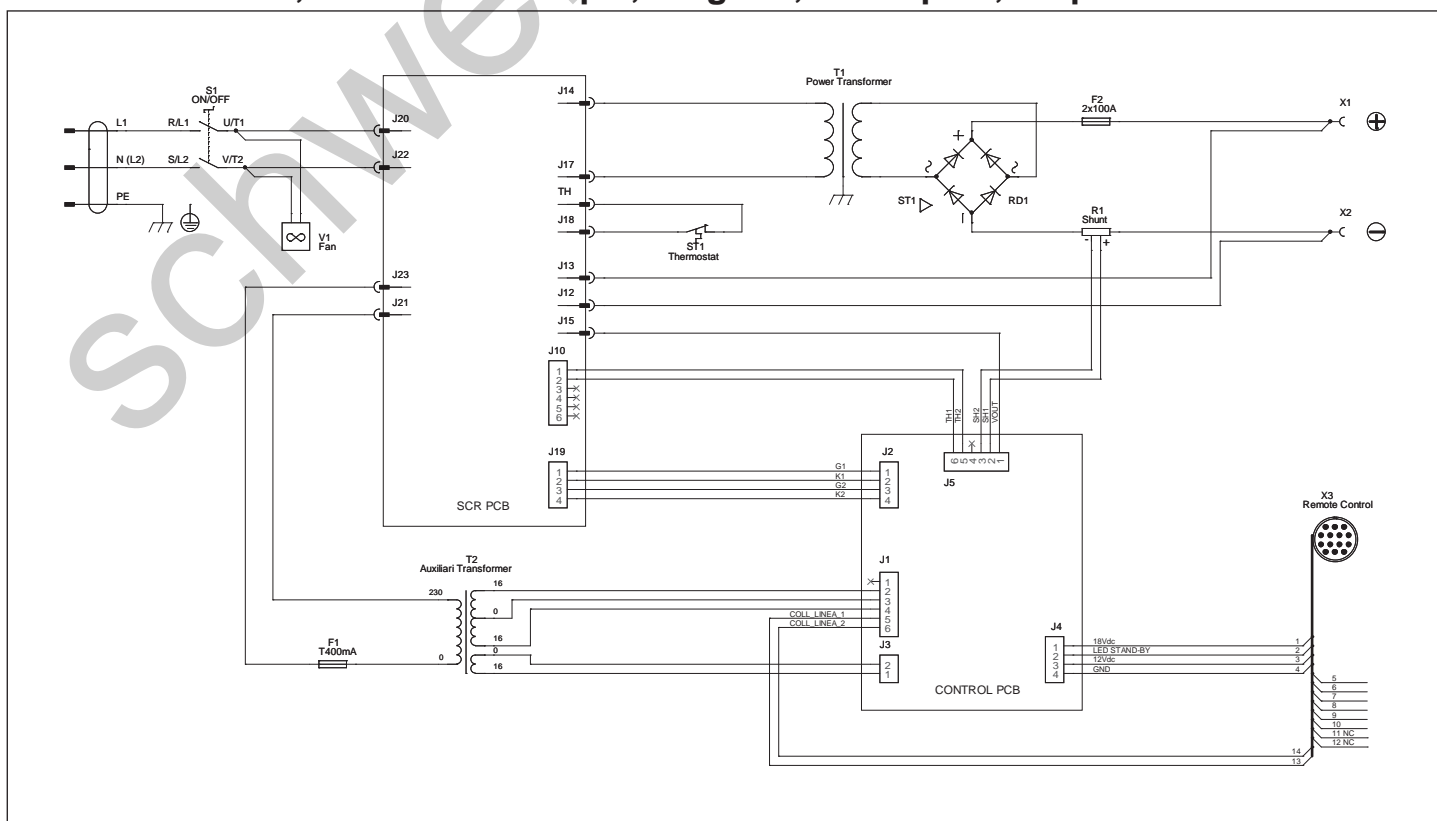 S1
ON/OFF
L1
R/L1
U/T1
N (L2)
S/L2
V/T2
PE
V1
Fan
J20
J22
J23
J21
J14
J17
TH
J18
J13
J12
J15
J10
1
2
3
4
5
6
J19
1
2
3
4
SCR PCB
T1
Power Transformer
ST1
Thermostat
ST1
RD1
F2
2x100A
R1
Shunt
- +
X1
X2
TH1
TH2
SH2
SH1
VOUT
6 5 4 3 2 1
J5
G1
K1
G2
K2
J2
1
2
3
4
T2
Auxiliari Transformer
230
0
16
0
16
0
16
F1
T400mA
COLL_LINEA_1
COLL_LINEA_2
J1
1
2
3
4
5
6
J3
2
1
CONTROL PCB
J4
1
2
3
4
18Vdc
LED STAND-BY
12Vdc
GND
1
2
3
4
X3
Remote Control
5
6
7
8
9
10
11 NC
12 NC
14
13
schwe